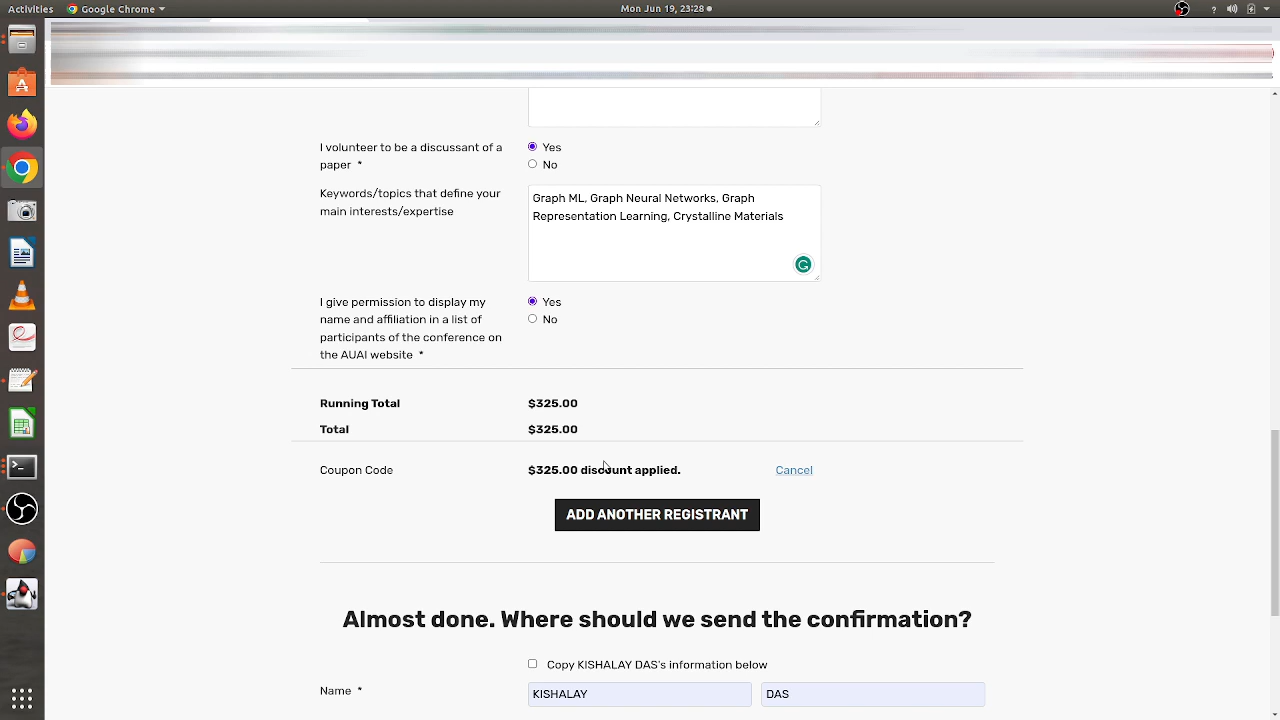 Activities
Google Chrome
Mon Jun 19, 23:28
I volunteer to be a discussant of a
paper *
Yes
No
Keywords/topics that define your
main interests/expertise
Graph ML, Graph Neural Networks, Graph
Representation Learning, Crystalline Materials
I give permission to display my
name and affiliation in a list of
participants of the conference on
the AUAI website *
Yes
No
Running Total
$325.00
Total
$325.00
Coupon Code
$325.00 discount applied.
Cancel
ADD ANOTHER REGISTRANT
Almost done. Where should we send the confirmation?
Copy KISHALAY DAS's information below
Name *
KISHALAY
DAS